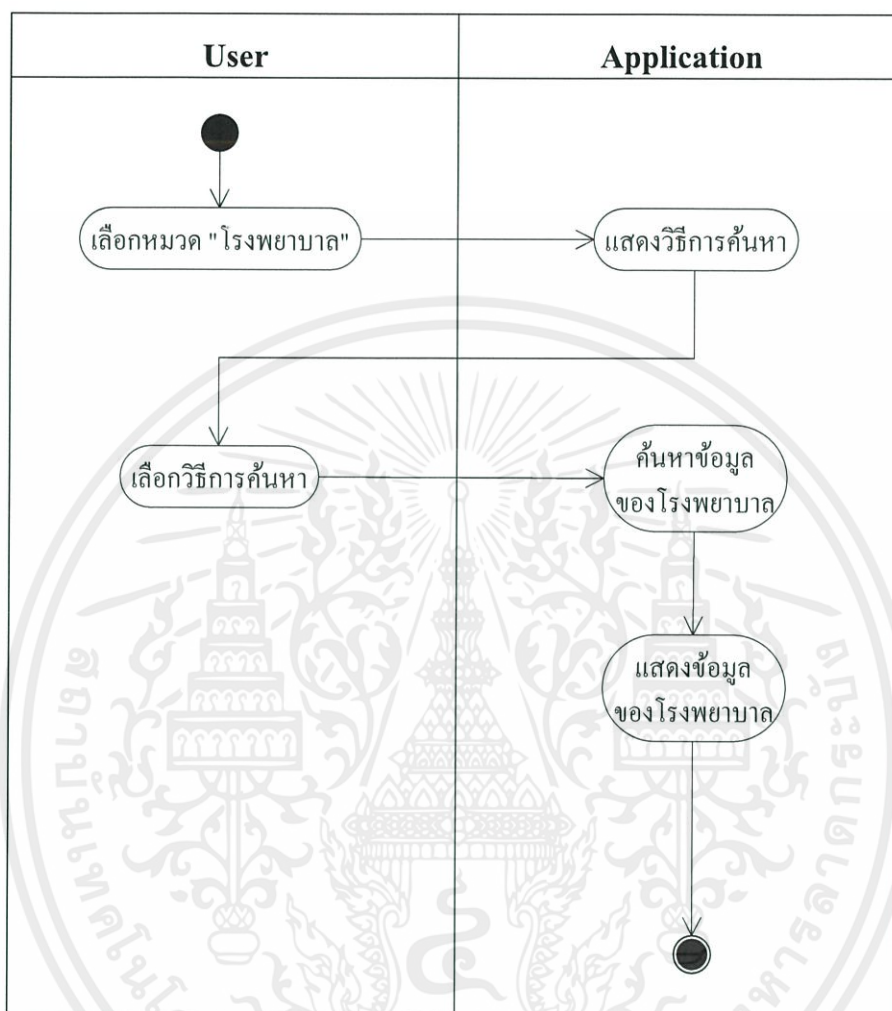 User
Application
เลือกหมวด "โรงพยาบาล"
แสดงวิธีการค้นหา
เลือกวิธีการค้นหา
ค้นหาข้อมูล
ของโรงพยาบาล
แสดงข้อมูล
ของโรงพยาบาล